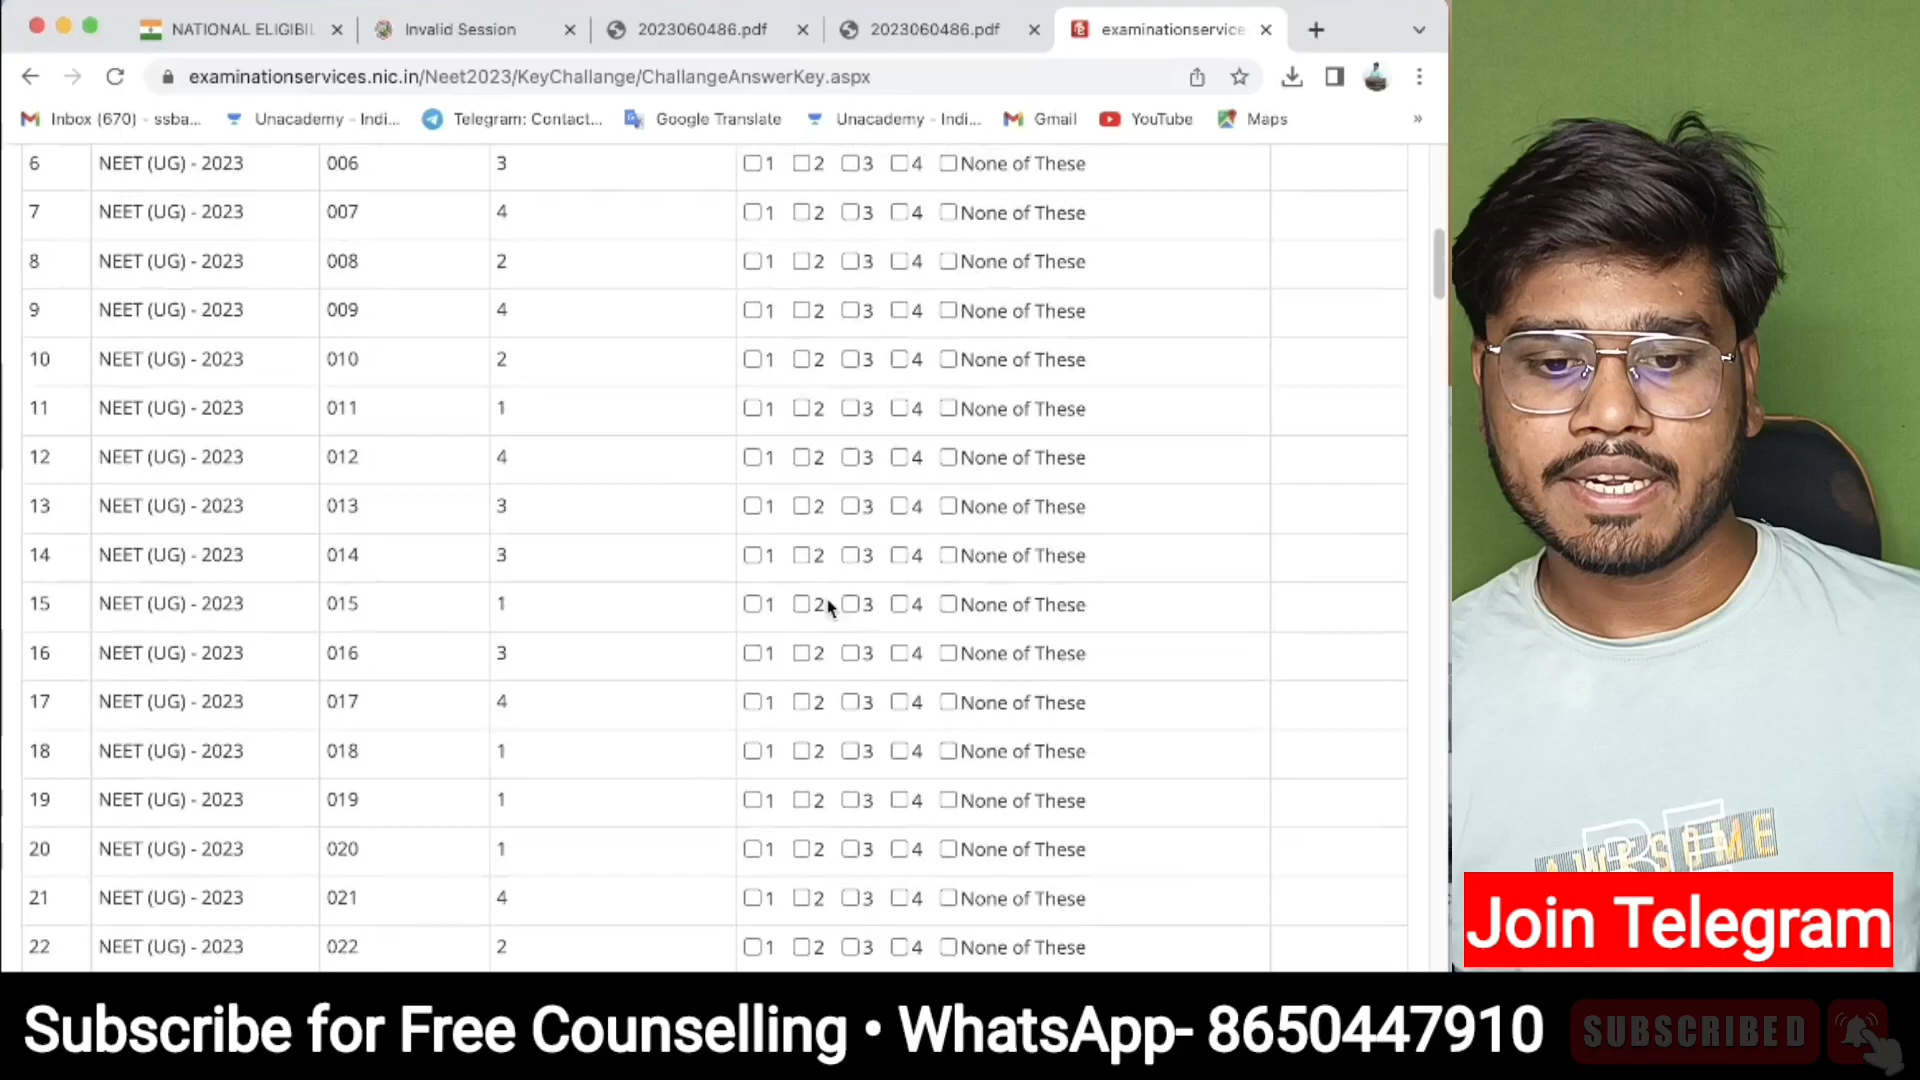 NATIONAL ELIGIBIL
Invalid Session
2023060486.pdf
2023060486.pdf
examinationservice
examinationservices.nic.in/Neet2023/KeyChallange/ChallangeAnswerKey.aspx
Inbox (670) - ssba...
Unacademy - Indi...
Telegram: Contact...
Google Translate
Unacademy - Indi...
Gmail
YouTube
Maps
»
6 NEET (UG) - 2023 006 3 1 2 3 4 None of These
7 NEET (UG) - 2023 007 4 1 2 3 4 None of These
8 NEET (UG) - 2023 008 2 1 2 3 4 None of These
9 NEET (UG) - 2023 009 4 1 2 3 4 None of These
10 NEET (UG) - 2023 010 2 1 2 3 4 None of These
11 NEET (UG) - 2023 011 1 1 2 3 4 None of These
12 NEET (UG) - 2023 012 4 1 2 3 4 None of These
13 NEET (UG) - 2023 013 3 1 2 3 4 None of These
14 NEET (UG) - 2023 014 3 1 2 3 4 None of These
15 NEET (UG) - 2023 015 1 1 2 3 4 None of These
16 NEET (UG) - 2023 016 3 1 2 3 4 None of These
17 NEET (UG) - 2023 017 4 1 2 3 4 None of These
18 NEET (UG) - 2023 018 1 1 2 3 4 None of These
19 NEET (UG) - 2023 019 1 1 2 3 4 None of These
20 NEET (UG) - 2023 020 1 1 2 3 4 None of These
21 NEET (UG) - 2023 021 4 1 2 3 4 None of These
22 NEET (UG) - 2023 022 2 1 2 3 4 None of These
BE
AWESOME
Join Telegram
Subscribe for Free Counselling • WhatsApp- 8650447910
SUBSCRIBED